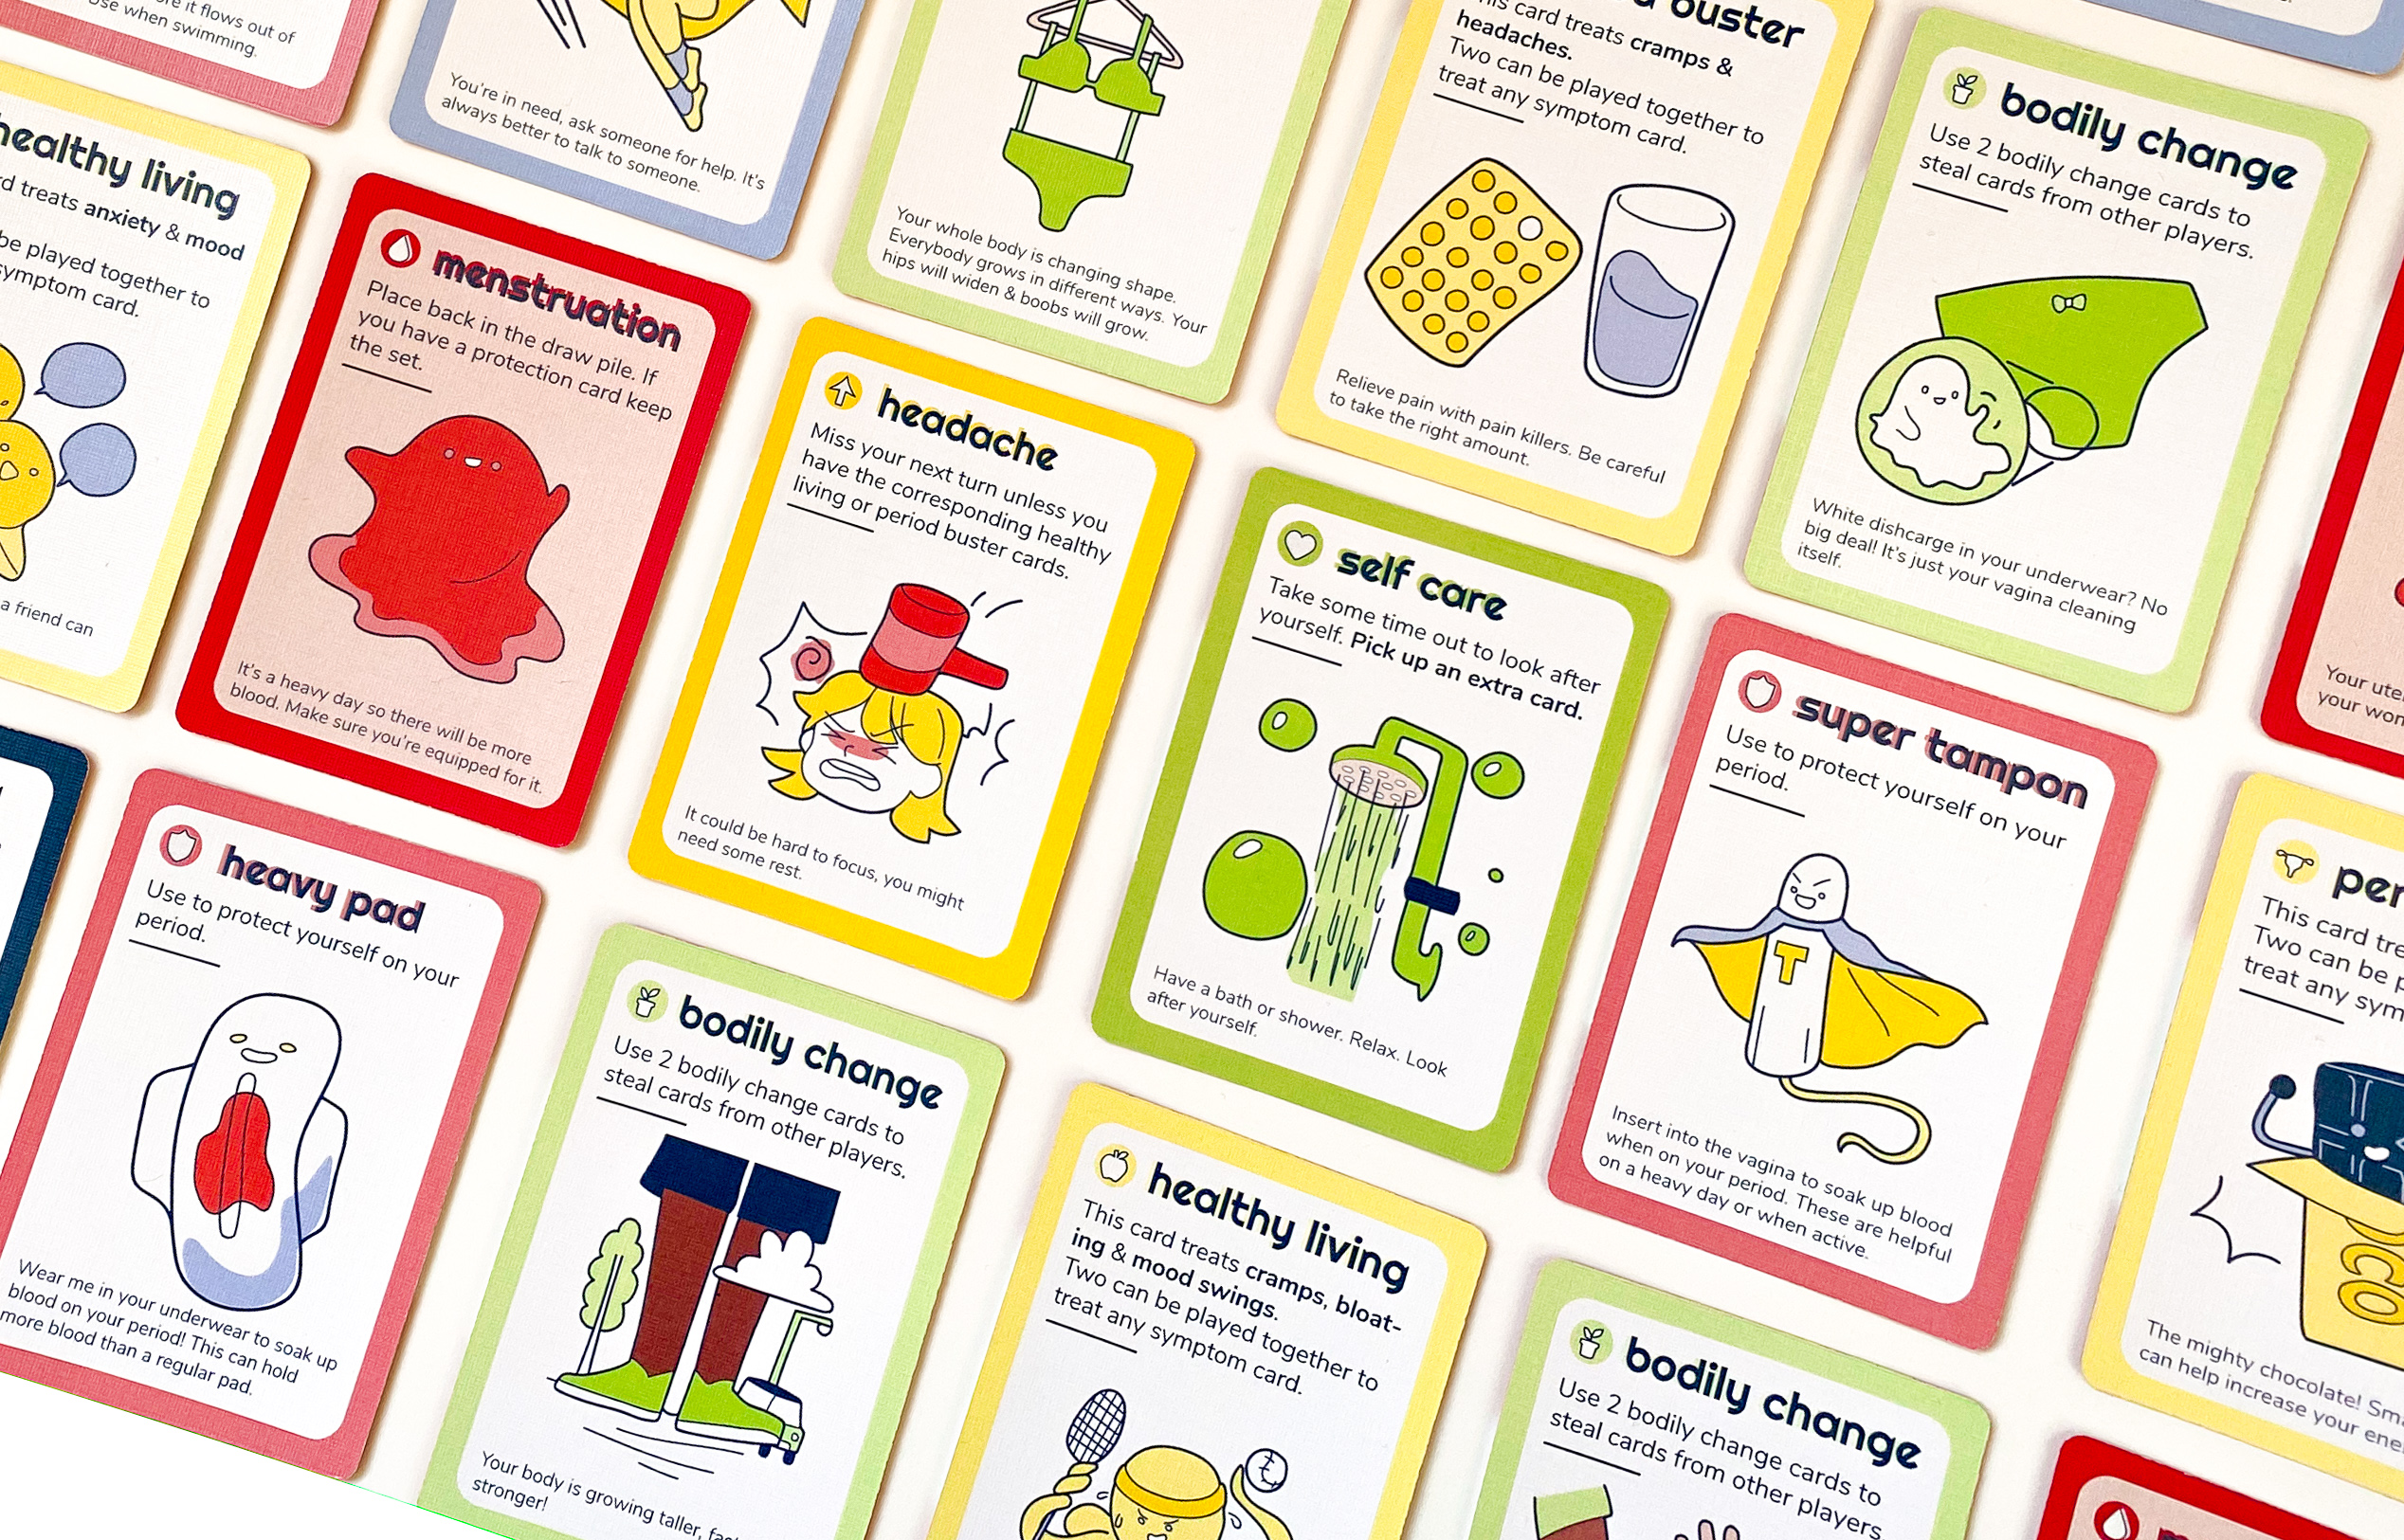 it flows out of
use when swimming.
You're in need, ask someone for help. It's
always better to talk to someone.
Your whole body is changing shape.
Everybody grows in different ways. Your
hips will widen & boobs will grow.
buster
This card treats cramps &
headaches.
Two can be played together to
treat any symptom card.
Relieve pain with pain killers. Be careful
to take the right amount.
bodily change
Use 2 bodily change cards to
steal cards from other players.
White dishcarge in your underwear? No
big deal! It's just your vagina cleaning
itself.
healthy living
treats anxiety & mood
be played together to
symptom card.
a friend can
menstruation
Place back in the draw pile. If
you have a protection card keep
the set.
It's a heavy day so there will be more
blood. Make sure you're equipped for it.
headache
Miss your next turn unless you
have the corresponding healthy
living or period buster cards.
It could be hard to focus, you might
need some rest.
self care
Take some time out to look after
yourself. Pick up an extra card.
Have a bath or shower. Relax. Look
after yourself.
super tampon
Use to protect yourself on your
period.
T
Insert into the vagina to soak up blood
when on your period. These are helpful
on a heavy day or when active.
Your
your
heavy pad
Use to protect yourself on your
period.
Wear me in your underwear to soak up
blood on your period! This can hold
more blood than a regular pad.
bodily change
Use 2 bodily change cards to
steal cards from other players.
Your body is growing taller,
stronger!
healthy living
This card treats cramps, bloat-
ing & mood swings.
Two can be played together to
treat any symptom card.
bodily change
Use 2 bodily change cards to
steal cards from other players
This card
Two can be
treat any
The mighty chocolate!
can help increase your